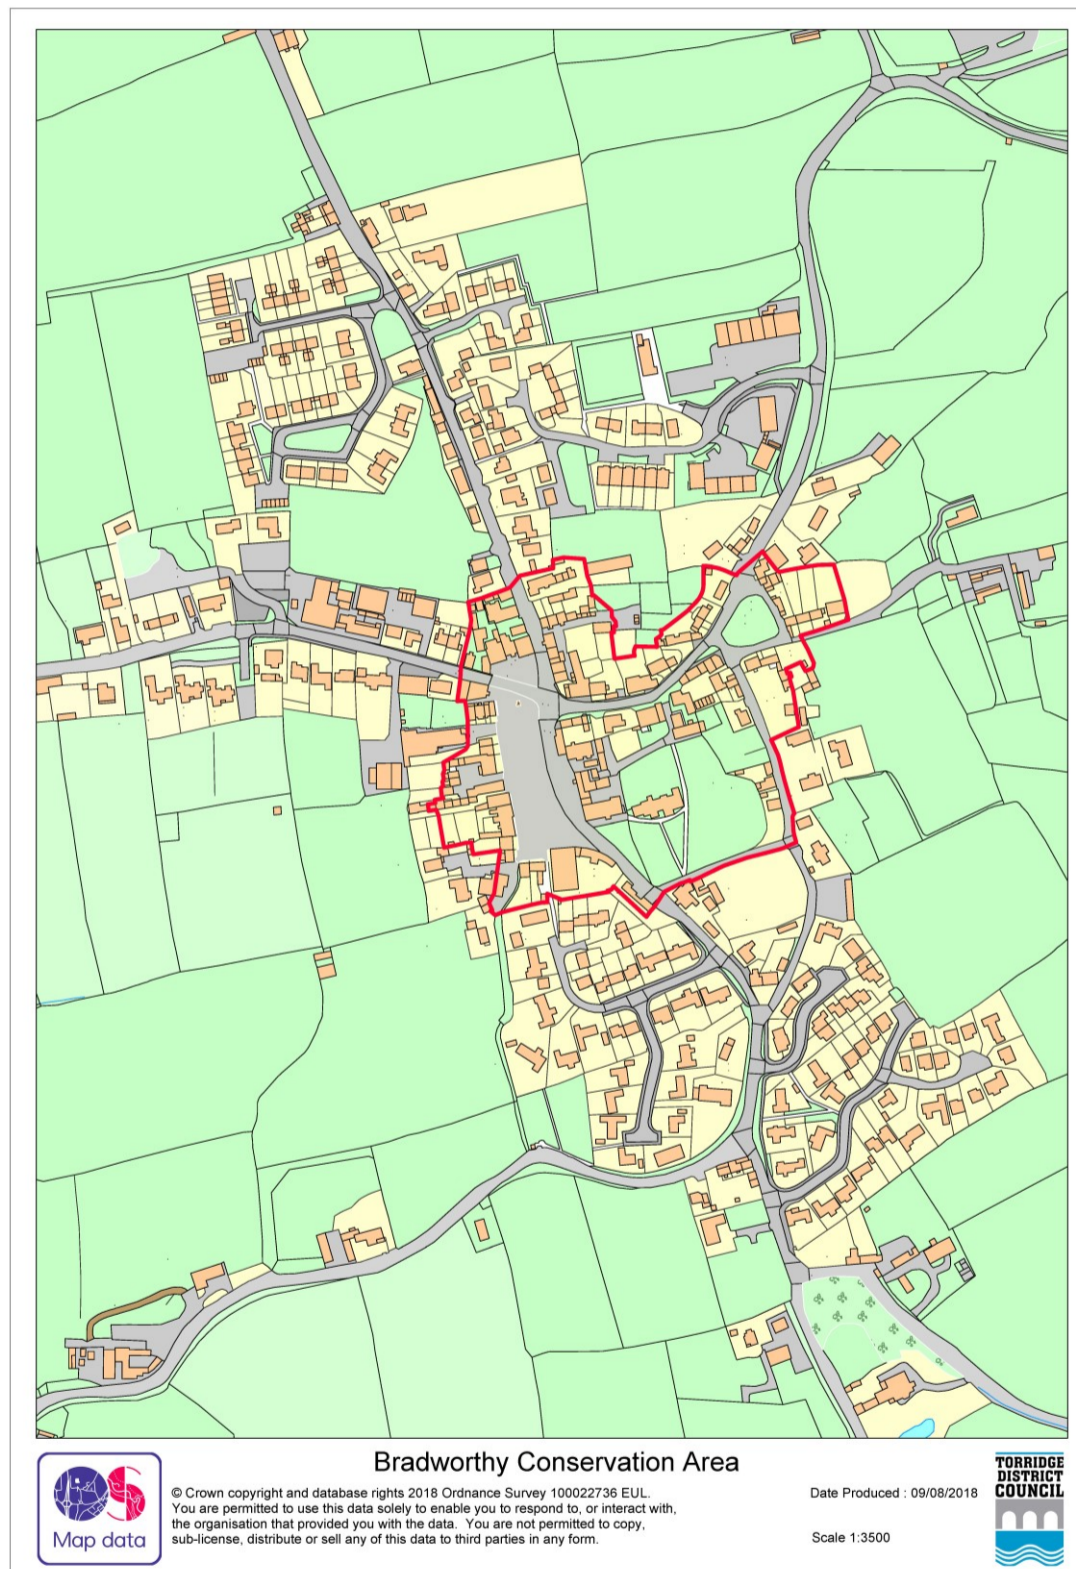 Bradworthy Conservation Area
Map data
© Crown copyright and database rights 2018 Ordnance Survey 100022736 EUL.
You are permitted to use this data solely to enable you to respond to, or interact with,
the organisation that provided you with the data. You are not permitted to copy,
sub-license, distribute or sell any of this data to third parties in any form.
Date Produced : 09/08/2018
Scale 1:3500
TORRIDGE
DISTRICT
COUNCIL